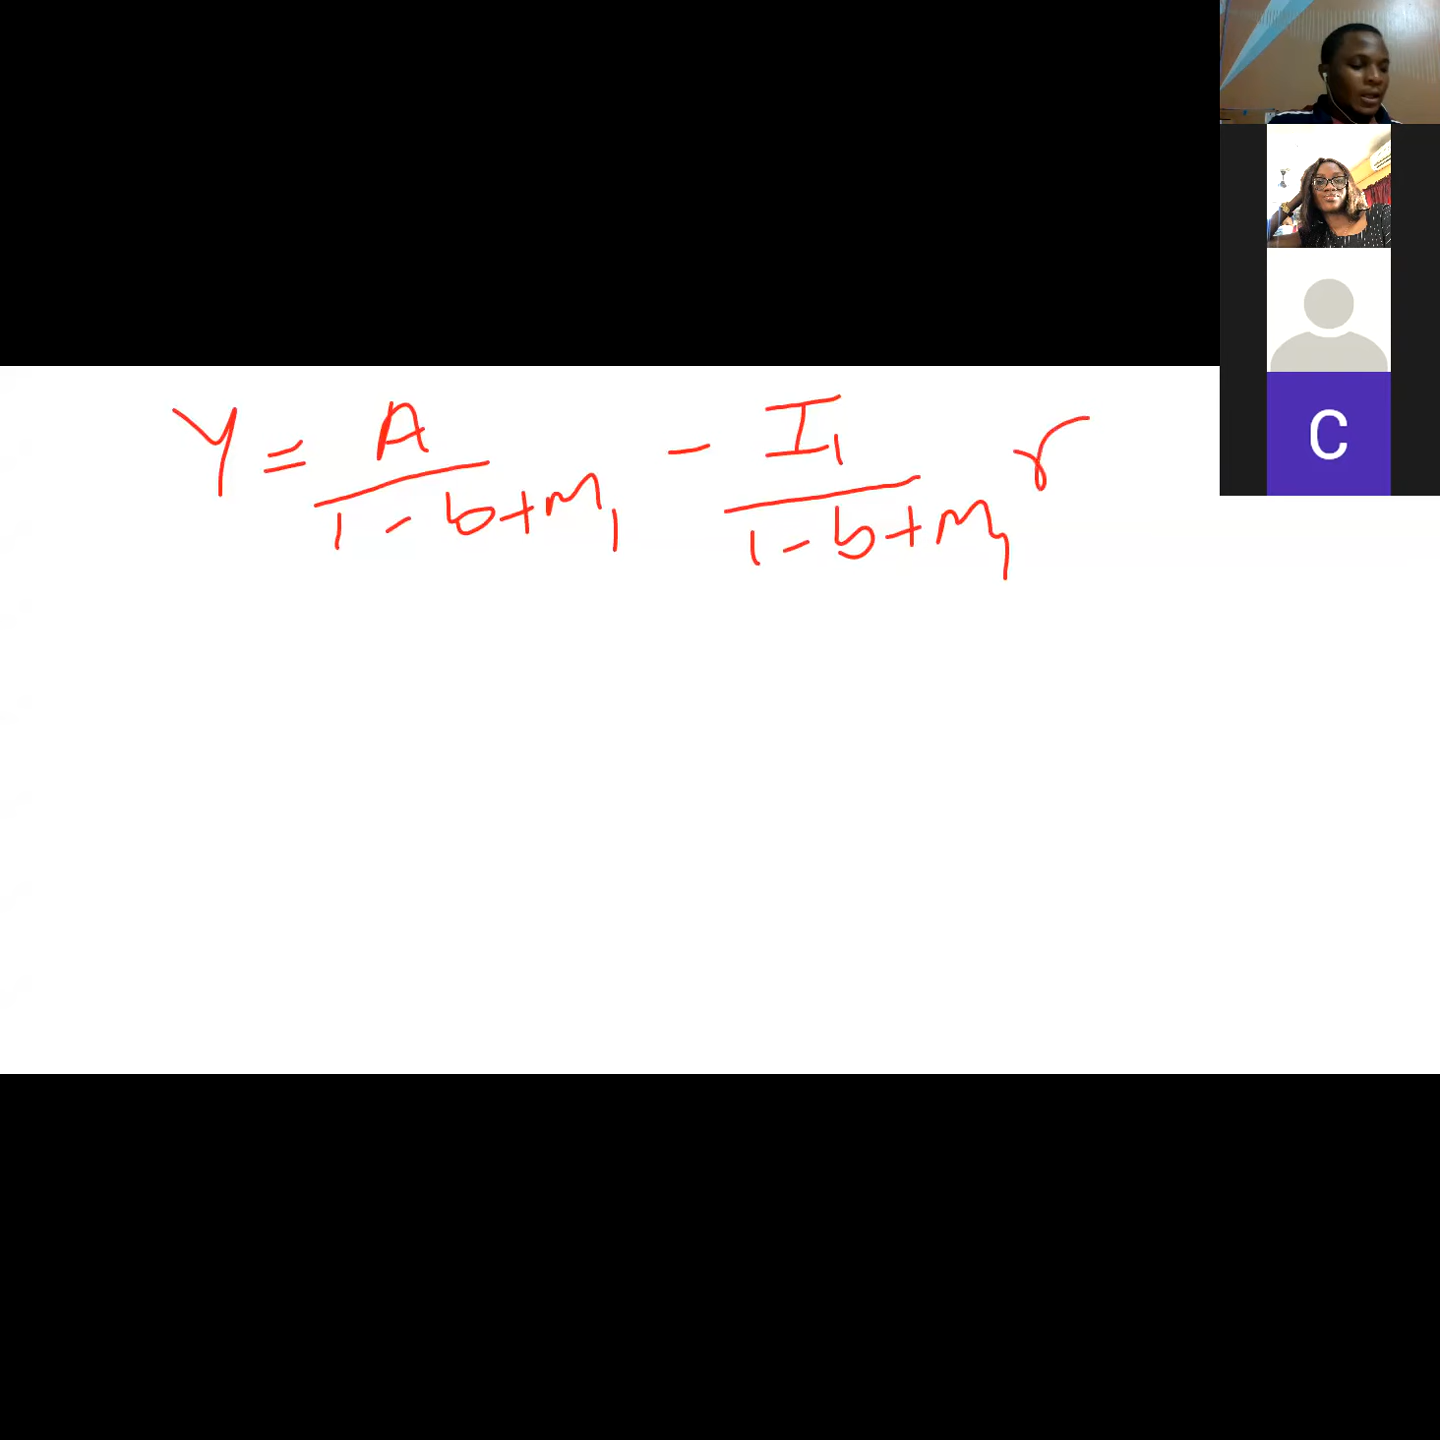 Y = A/(1 - b + m₁) - I₁/(1 - b + m₁) r
C